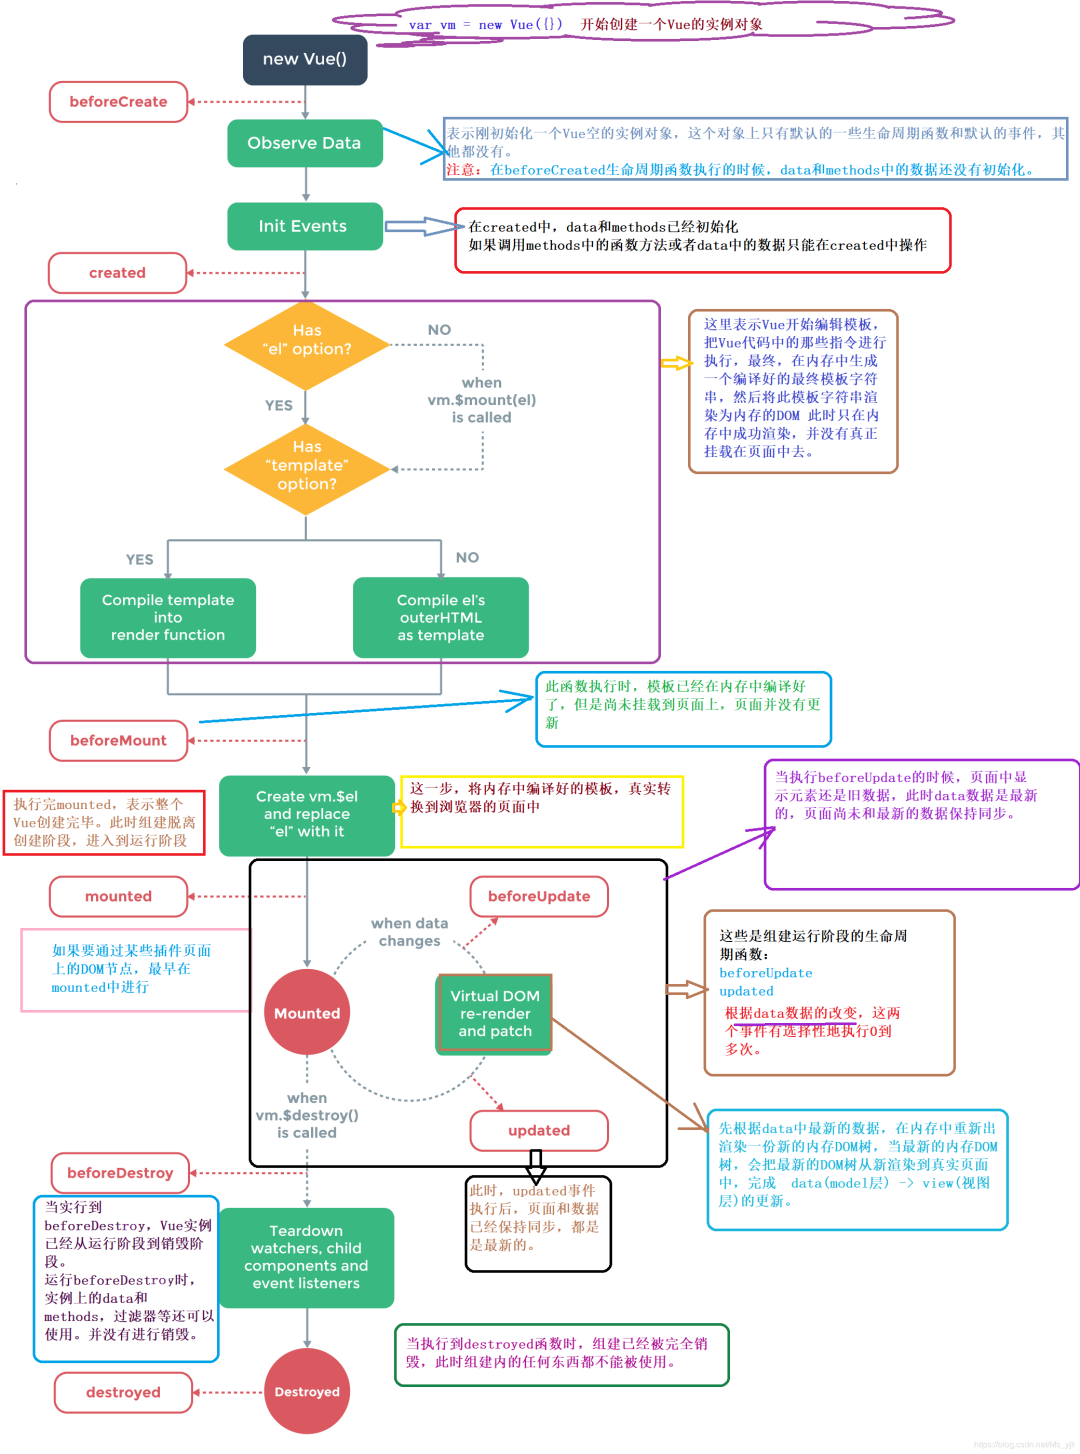 var vm = new Vue({}) 开始创建一个Vue的实例对象
new Vue()
beforeCreate
Observe Data
表示刚初始化一个Vue空的实例对象，这个对象上只有默认的一些生命周期函数和默认的事件，其
他都没有。
注意：在beforeCreated生命周期函数执行的时候，data和methods中的数据还没有初始化。
Init Events
在created中，data和methods已经初始化
如果调用methods中的函数方法或者data中的数据只能在created中操作
created
Has
“el” option?
NO
when
vm.$mount(el)
is called
YES
Has
“template”
option?
这里表示Vue开始编辑模板，
把Vue代码中的那些指令进行
执行，最终，在内存中生成
一个编译好的最终模板字符
串，然后将此模板字符串渲
染为内存的DOM 此时只在内
存中成功渲染，并没有真正
挂载在页面中去。
YES
NO
Compile template
into
render function
Compile el's
outerHTML
as template
此函数执行时，模板已经在内存中编译好
了，但是尚未挂载到页面上，页面并没有更
新
beforeMount
Create vm.$el
and replace
“el” with it
这一步，将内存中编译好的模板，真实转
换到浏览器的页面中
当执行beforeUpdate的时候，页面中显
示元素还是旧数据，此时data数据是最新
的，页面尚未和最新的数据保持同步。
执行完mounted，表示整个
Vue创建完毕。此时组建脱离
创建阶段，进入到运行阶段
mounted
beforeUpdate
when data
changes
如果要通过某些插件页面
上的DOM节点，最早在
mounted中进行
Mounted
Virtual DOM
re-render
and patch
这些是组建运行阶段的生命周
期函数：
beforeUpdate
updated
根据data数据的改变，这两
个事件有选择性地执行0到
多次。
when
vm.$destroy()
is called
updated
先根据data中最新的数据，在内存中重新出
渲染一份新的内存DOM树，当最新的内存DOM
树，会把最新的DOM树从新渲染到真实页面
中，完成 data(model层) -> view(视图
层)的更新。
beforeDestroy
此时，updated事件
执行后，页面和数据
已经保持同步，都是
是最新的。
当实行到
beforeDestroy，Vue实例
已经从运行阶段到销毁阶
段。
运行beforeDestroy时，
实例上的data和
methods，过滤器等还可以
使用。并没有进行销毁。
Teardown
watchers, child
components and
event listeners
当执行到destroyed函数时，组建已经被完全销
毁，此时组建内的任何东西都不能被使用。
destroyed
Destroyed
https://blog.csdn.net/Ms_yjl